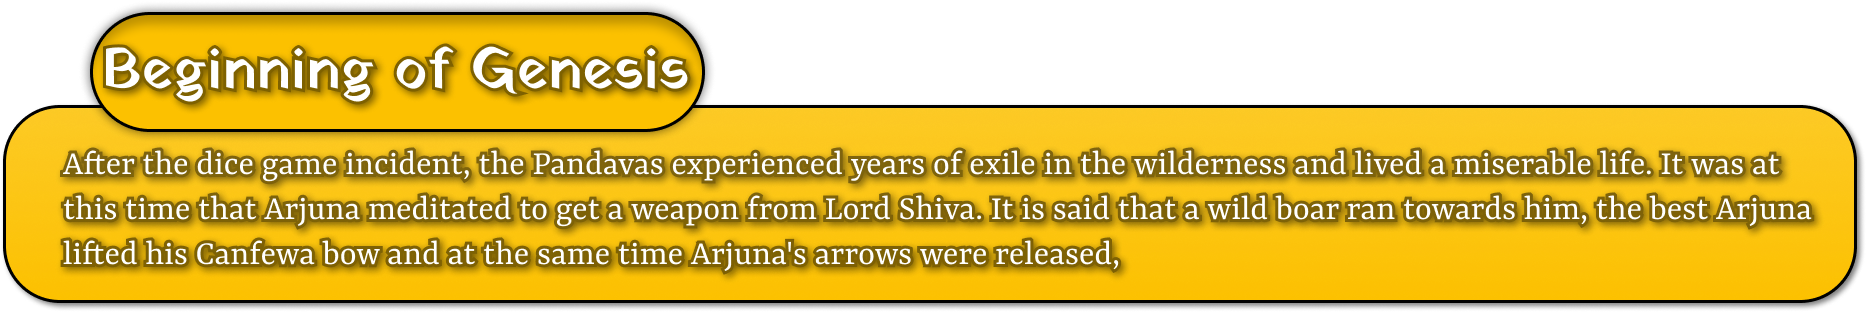 Beginning of Genesis
After the dice game incident, the Pandavas experienced years of exile in the wilderness and lived a miserable life. It was at
this time that Arjuna meditated to get a weapon from Lord Shiva. It is said that a wild boar ran towards him, the best Arjuna
lifted his Canfewa bow and at the same time Arjuna's arrows were released,